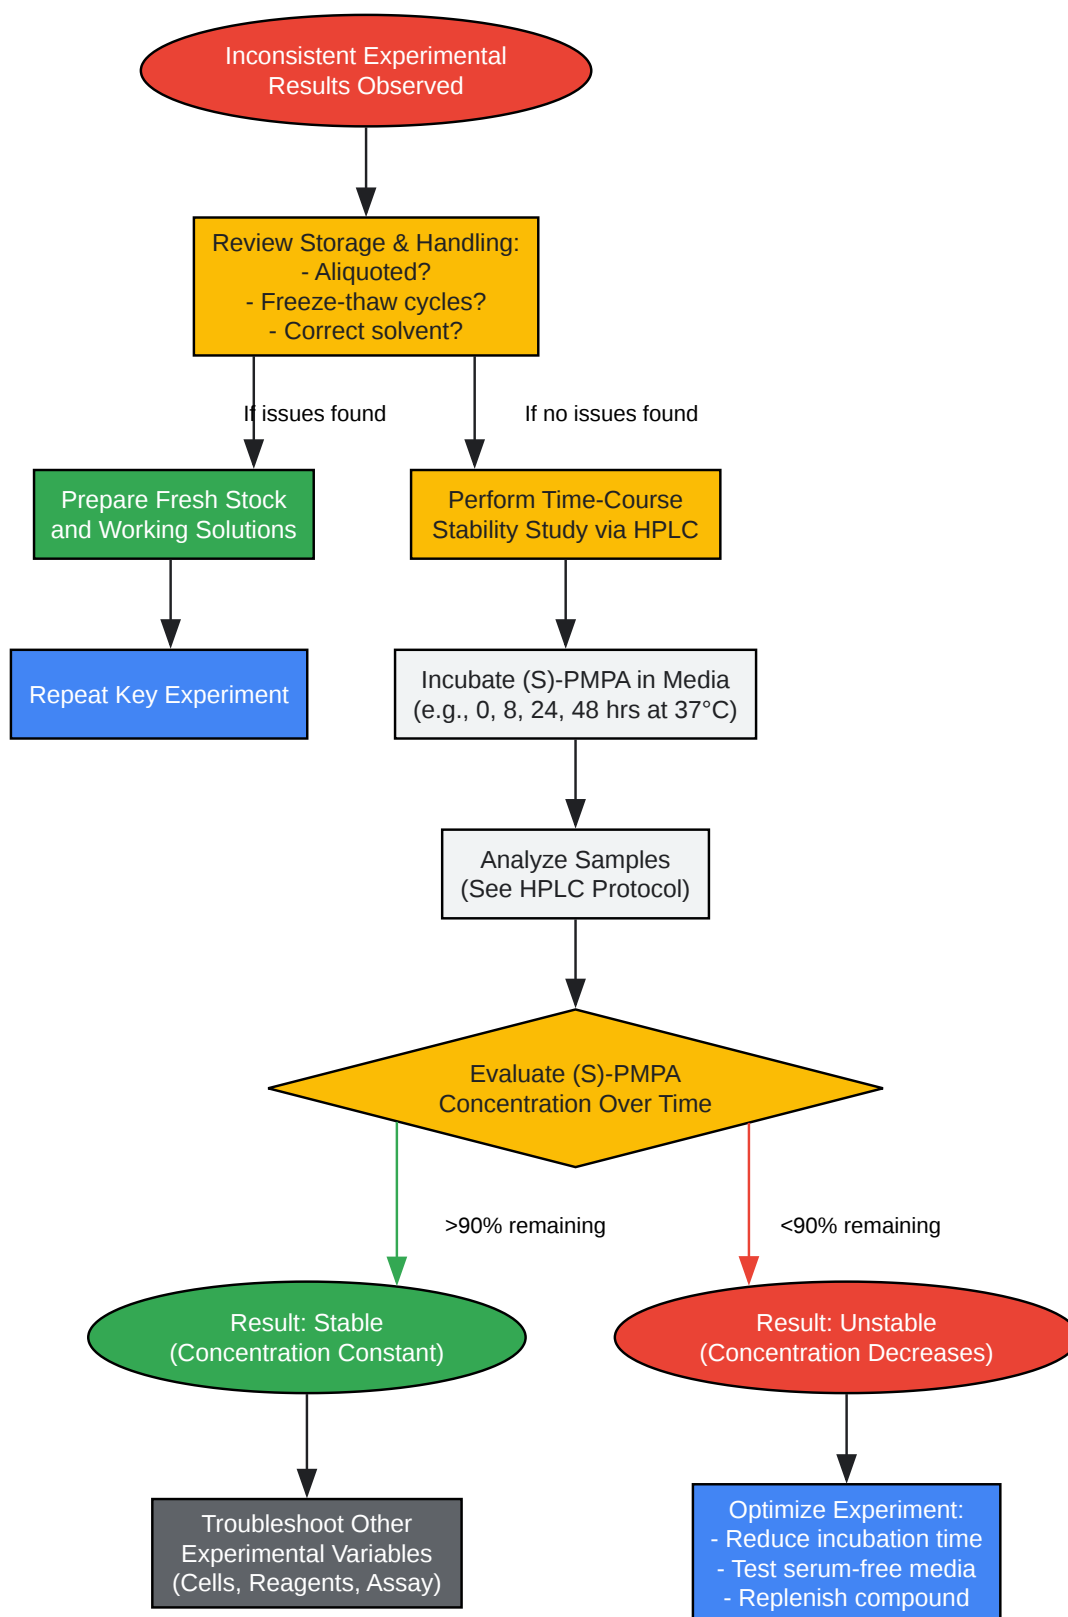 Inconsistent Experimental
Results Observed
Review Storage & Handling:
- Aliquoted?
- Freeze-thaw cycles?
- Correct solvent?
If issues found
If no issues found
Prepare Fresh Stock
and Working Solutions
Perform Time-Course
Stability Study via HPLC
Repeat Key Experiment
Incubate (S)-PMPA in Media
(e.g., 0, 8, 24, 48 hrs at 37°C)
Analyze Samples
(See HPLC Protocol)
Evaluate (S)-PMPA
Concentration Over Time
>90% remaining
<90% remaining
Result: Stable
(Concentration Constant)
Result: Unstable
(Concentration Decreases)
Troubleshoot Other
Experimental Variables
(Cells, Reagents, Assay)
Optimize Experiment:
- Reduce incubation time
- Test serum-free media
- Replenish compound